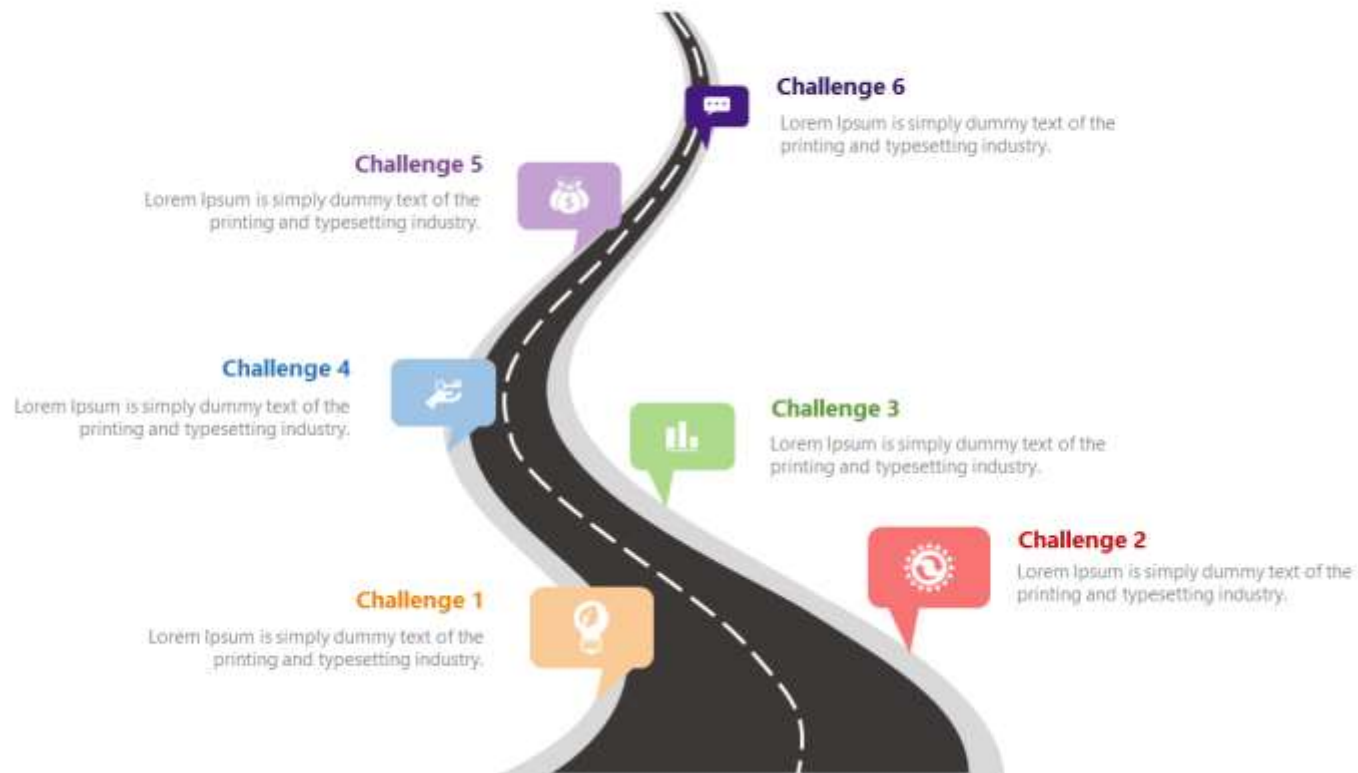 Challenge 6
Lorem Ipsum is simply dummy text of the
printing and typesetting industry.
Challenge 5
Lorem Ipsum is simply dummy text of the
printing and typesetting industry.
Challenge 4
Lorem Ipsum is simply dummy text of the
printing and typesetting industry.
Challenge 3
Lorem Ipsum is simply dummy text of the
printing and typesetting industry.
Challenge 2
Lorem Ipsum is simply dummy text of the
printing and typesetting industry.
Challenge 1
Lorem Ipsum is simply dummy text of the
printing and typesetting industry.